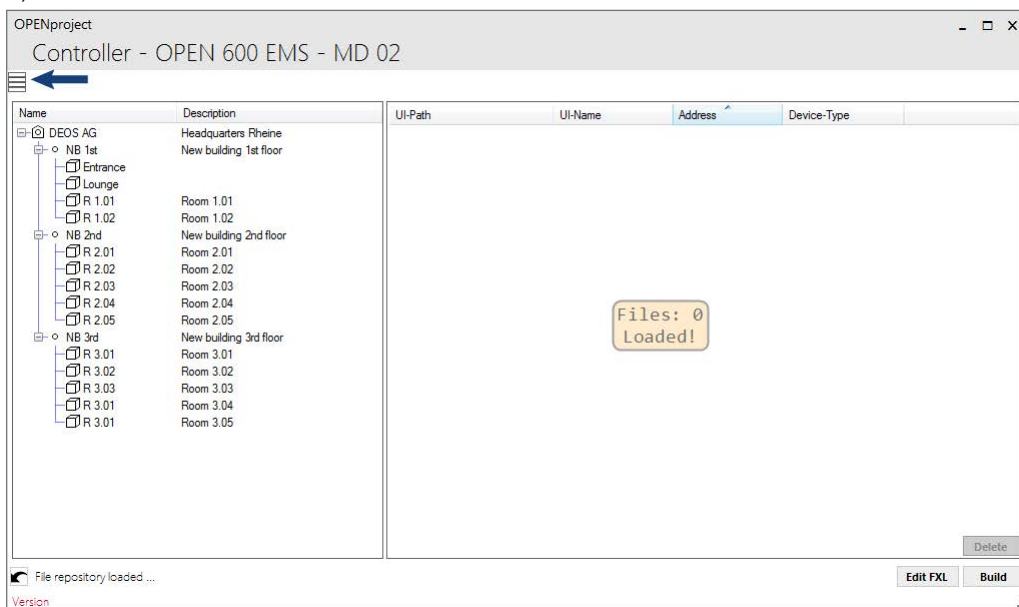 OPENproject
Controller - OPEN 600 EMS - MD 02
Name Description
DEOS AG Headquarters Rheine
NB 1st New building 1st floor
Entrance
Lounge
R 1.01 Room 1.01
R 1.02 Room 1.02
NB 2nd New building 2nd floor
R 2.01 Room 2.01
R 2.02 Room 2.02
R 2.03 Room 2.03
R 2.04 Room 2.04
R 2.05 Room 2.05
NB 3rd New building 3rd floor
R 3.01 Room 3.01
R 3.02 Room 3.02
R 3.03 Room 3.03
R 3.01 Room 3.04
R 3.01 Room 3.05
UI-Path UI-Name Address Device-Type
Files: 0
Loaded!
Delete
File repository loaded ...
Edit FXL Build
Version